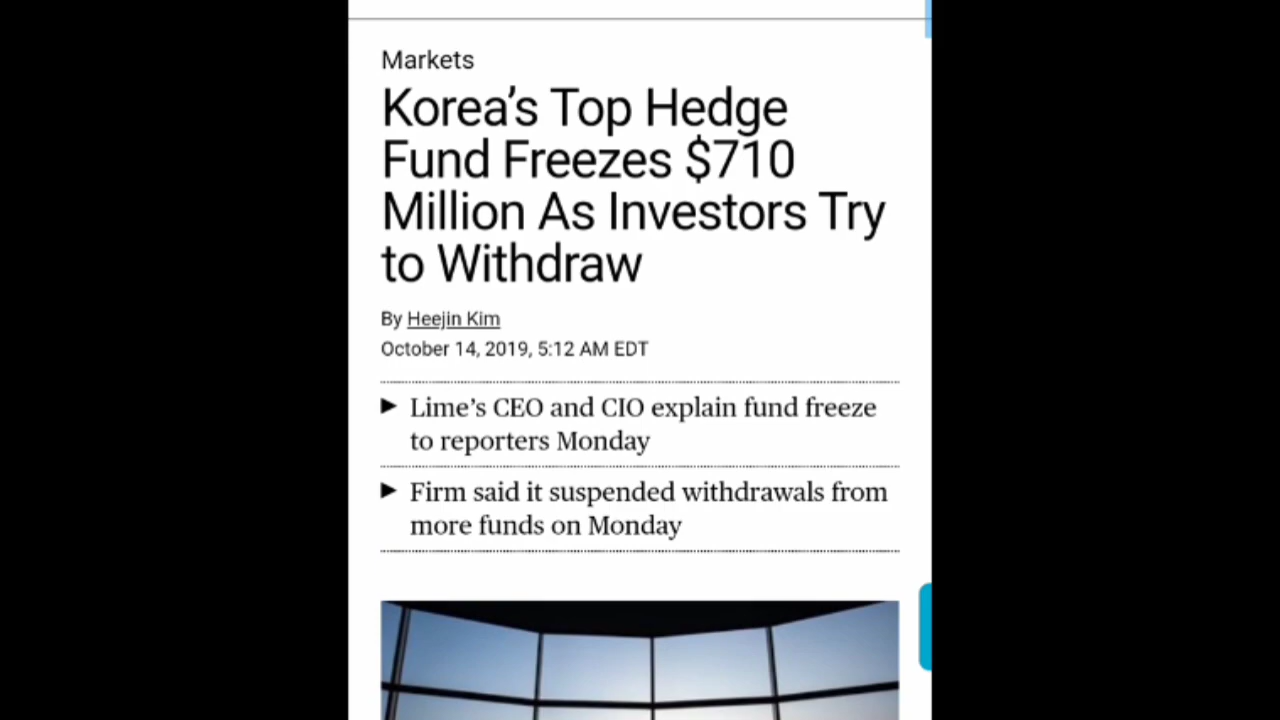 Markets
Korea’s Top Hedge
Fund Freezes $710
Million As Investors Try
to Withdraw
By Heejin Kim
October 14, 2019, 5:12 AM EDT
► Lime’s CEO and CIO explain fund freeze
to reporters Monday
► Firm said it suspended withdrawals from
more funds on Monday